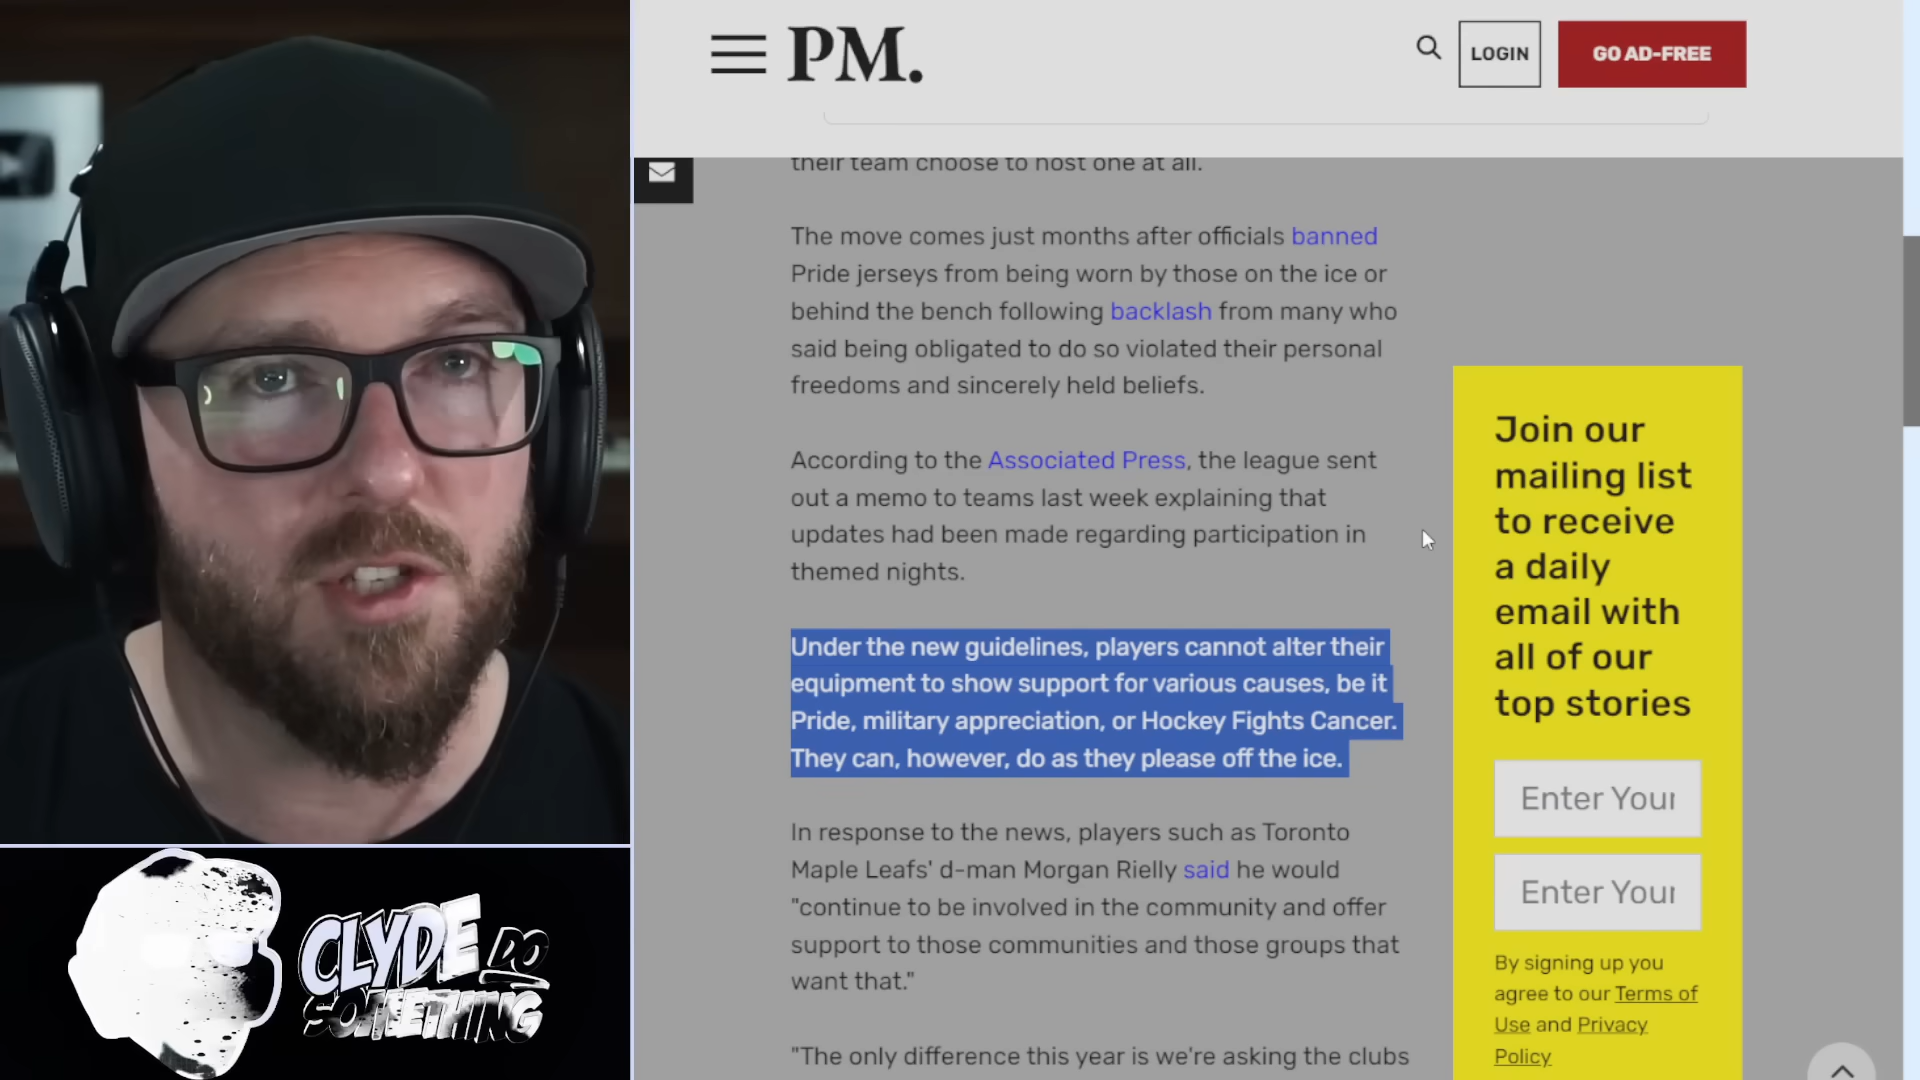 PM.
LOGIN
GO AD-FREE
their team choose to host one at all.
The move comes just months after officials banned
Pride jerseys from being worn by those on the ice or
behind the bench following backlash from many who
said being obligated to do so violated their personal
freedoms and sincerely held beliefs.
According to the Associated Press, the league sent
out a memo to teams last week explaining that
updates had been made regarding participation in
themed nights.
Under the new guidelines, players cannot alter their
equipment to show support for various causes, be it
Pride, military appreciation, or Hockey Fights Cancer.
They can, however, do as they please off the ice.
In response to the news, players such as Toronto
Maple Leafs' d-man Morgan Rielly said he would
"continue to be involved in the community and offer
support to those communities and those groups that
want that."
"The only difference this year is we're asking the clubs
Join our
mailing list
to receive
a daily
email with
all of our
top stories
Enter Your
Enter Your
By signing up you
agree to our Terms of
Use and Privacy
Policy
CLYDE DO
SOMETHING